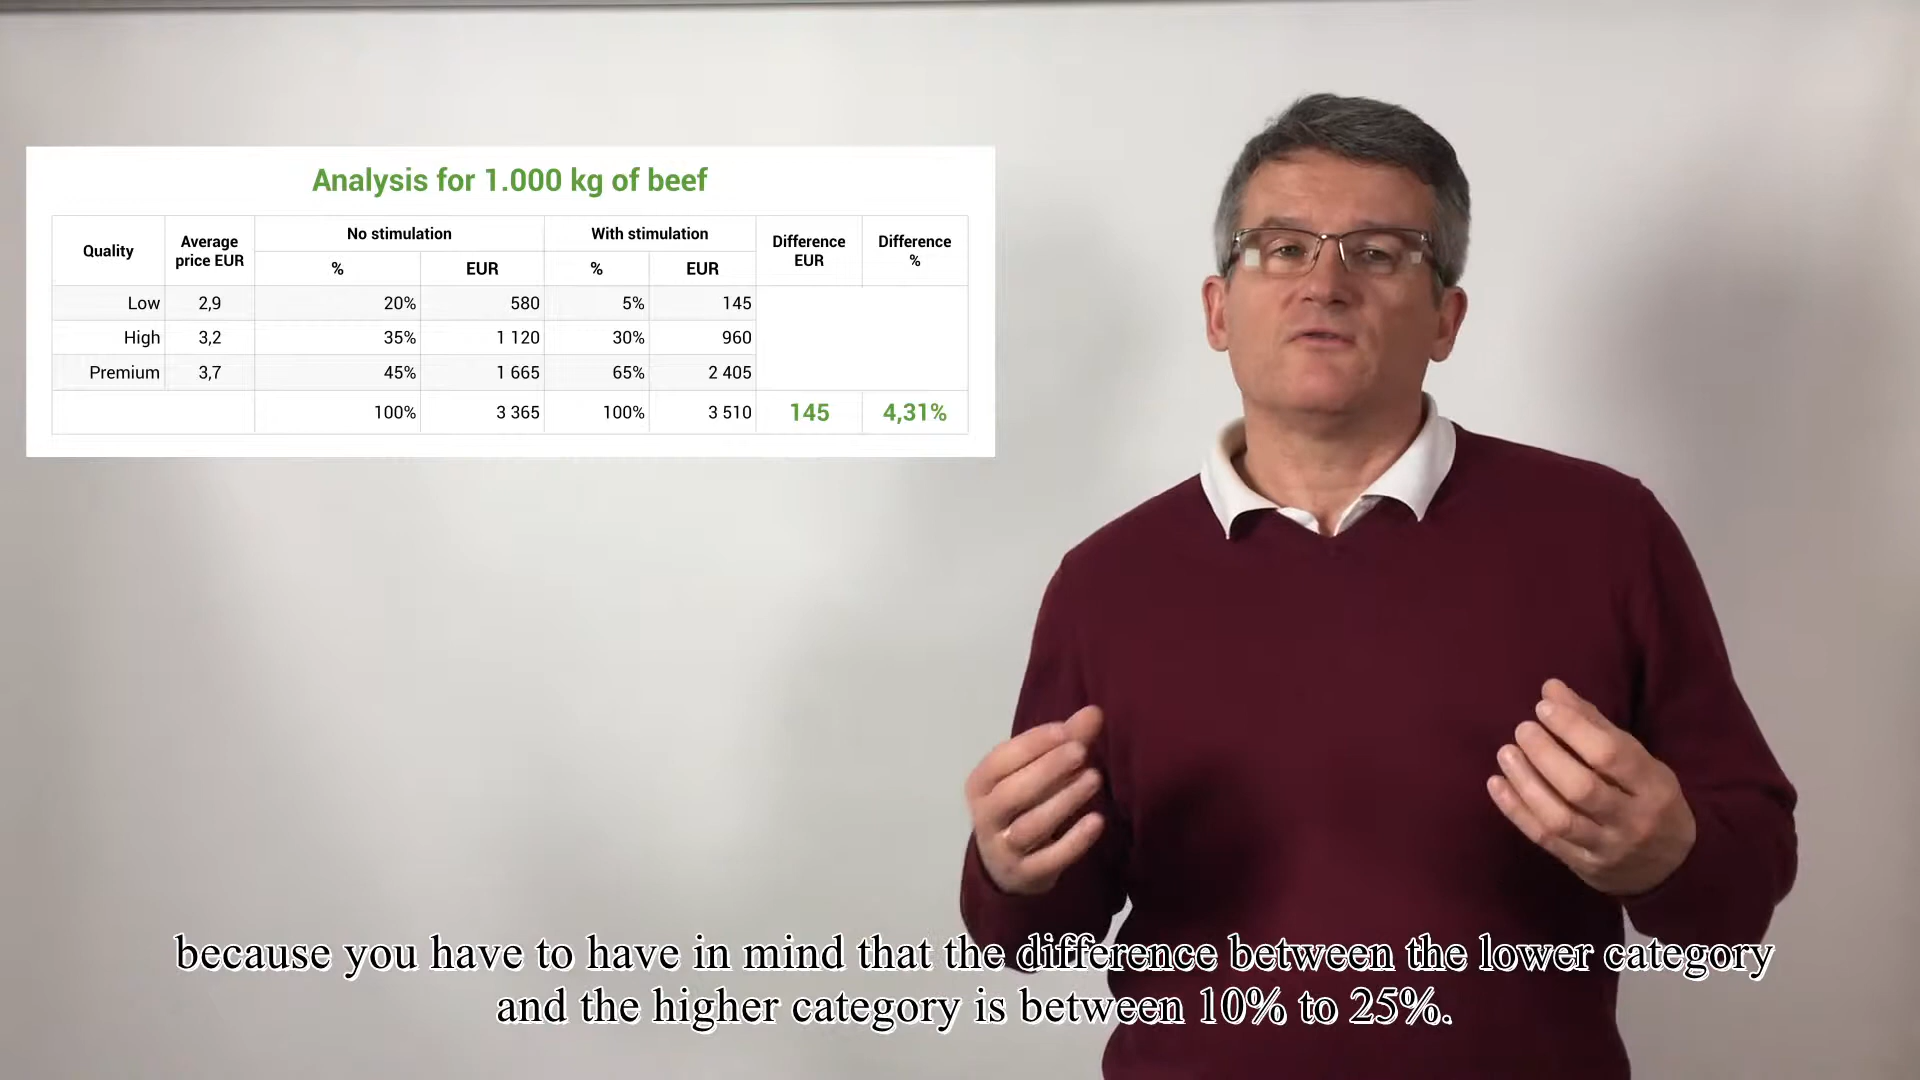 Analysis for 1.000 kg of beef
Quality Average price EUR No stimulation With stimulation Difference EUR Difference %
% EUR % EUR
Low 2,9 20% 580 5% 145
High 3,2 35% 1 120 30% 960
Premium 3,7 45% 1 665 65% 2 405
100% 3 365 100% 3 510 145 4,31%
because you have to have in mind that the difference between the lower category
and the higher category is between 10% to 25%.